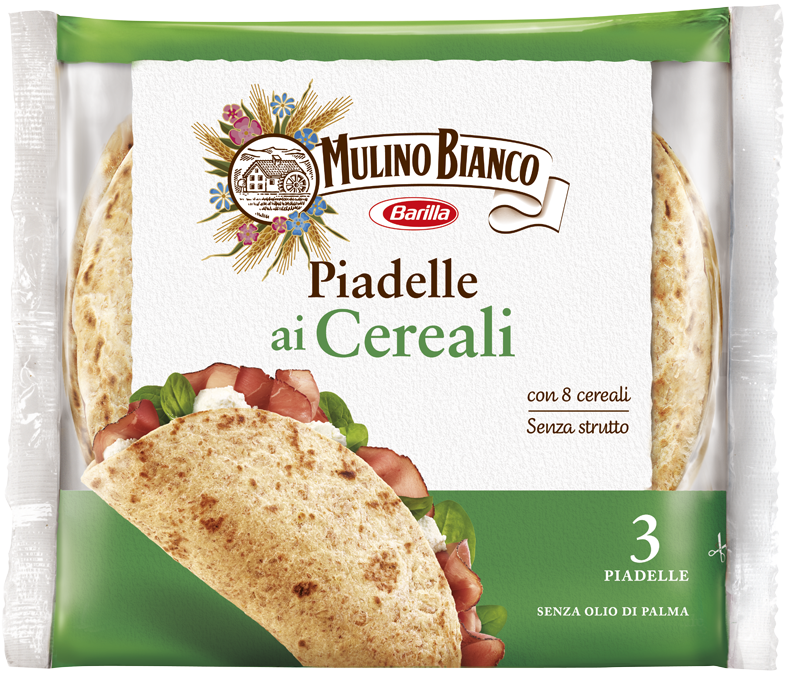 MULINO BIANCO
Barilla
Piadelle
ai Cereali
con 8 cereali
Senza strutto
3
PIADELLE
SENZA OLIO DI PALMA